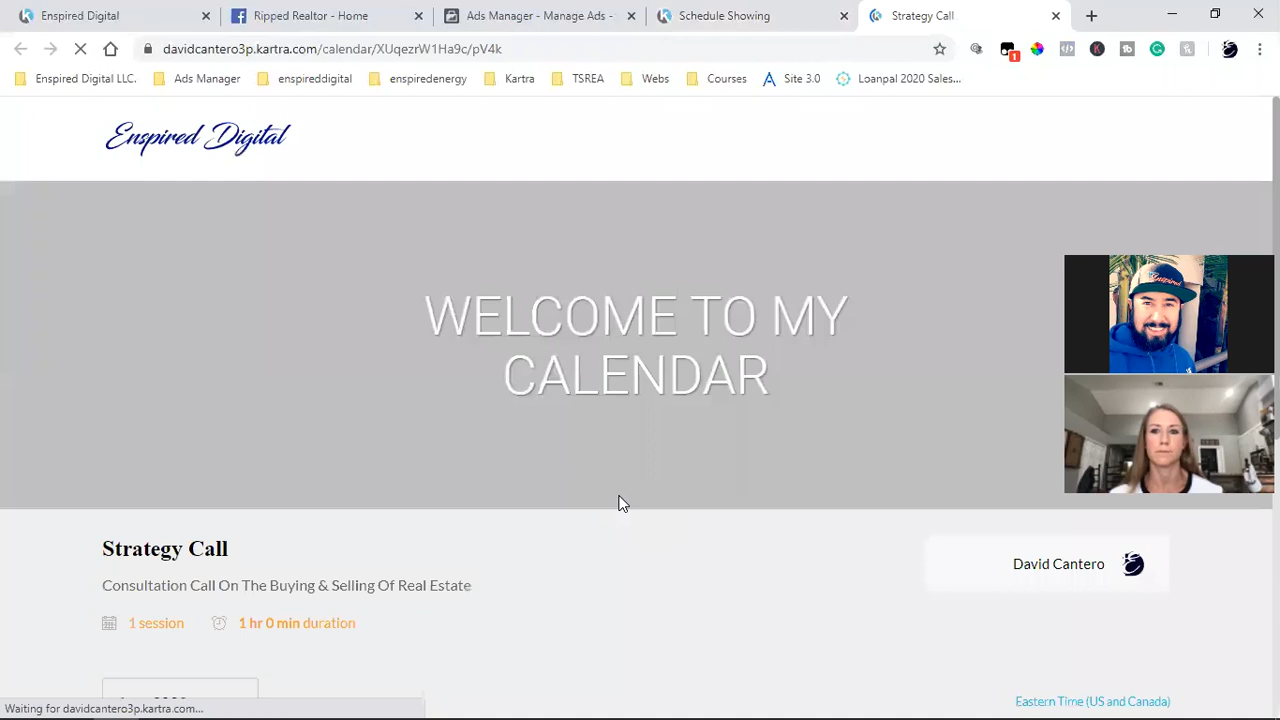 Enspired Digital
Ripped Realtor - Home
Ads Manager - Manage Ads -
Schedule Showing
Strategy Call
davidcantero3p.kartra.com/calendar/XUqezrW1Ha9c/pV4k
1
Enspired Digital LLC.
Ads Manager
enspireddigital
enspiredenergy
Kartra
TSREA
Webs
Courses
Site 3.0
Loanpal 2020 Sales...
Enspired Digital
WELCOME TO MY
CALENDAR
Strategy Call
Consultation Call On The Buying & Selling Of Real Estate
1 session
1 hr 0 min duration
David Cantero
Eastern Time (US and Canada)
Waiting for davidcantero3p.kartra.com...